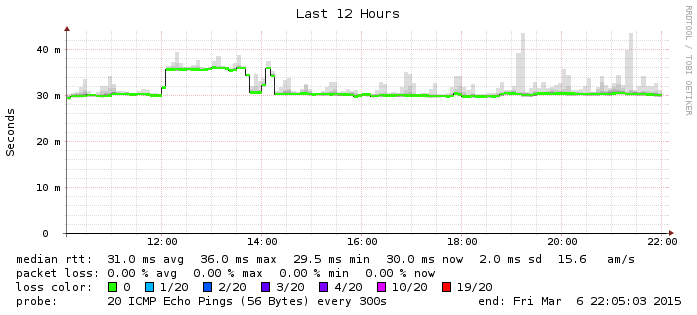 Last 12 Hours
RRDTOOL / TOBI OETIKER
Seconds
40 m
30 m
20 m
10 m
0
12:00 14:00 16:00 18:00 20:00 22:00
median rtt: 31.0 ms avg 36.0 ms max 29.5 ms min 30.0 ms now 2.0 ms sd 15.6 am/s
packet loss: 0.00 % avg 0.00 % max 0.00 % min 0.00 % now
loss color: 0 1/20 2/20 3/20 4/20 10/20 19/20
probe: 20 ICMP Echo Pings (56 Bytes) every 300s end: Fri Mar 6 22:05:03 2015